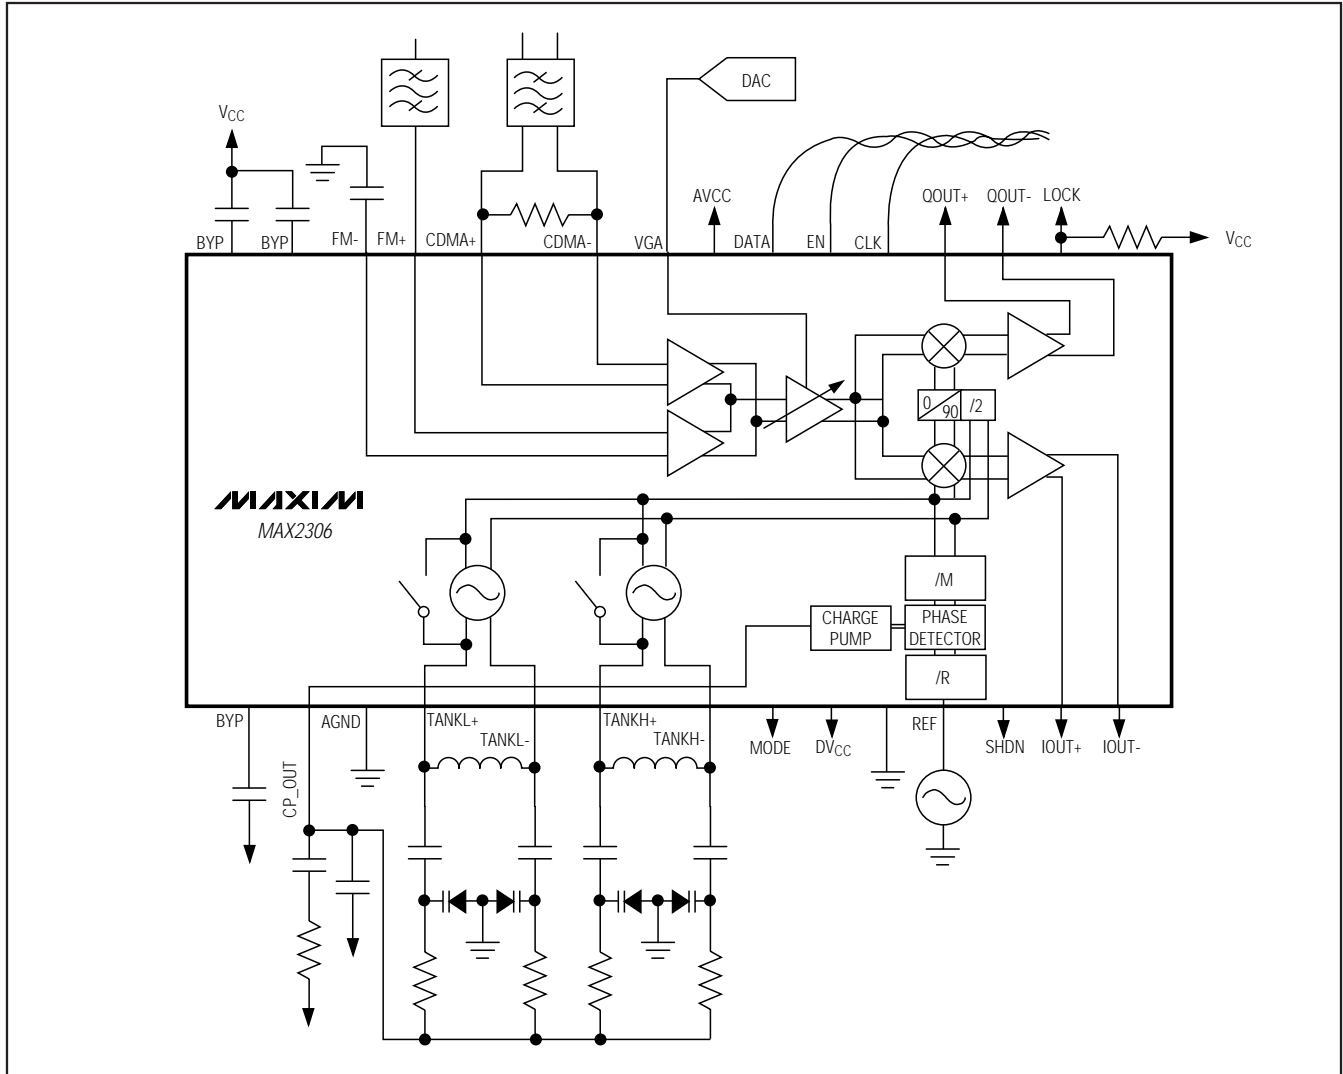 DAC
VCC
AVCC
QOUT+
QOUT-
LOCK
BYP
BYP
FM-
FM+
CDMA+
CDMA-
VGA
DATA
EN
CLK
VCC
0
90
/2
MAXIM
MAX2306
/M
CHARGE
PUMP
PHASE
DETECTOR
/R
BYP
AGND
TANKL+
TANKL-
TANKH+
TANKH-
MODE
DVCC
REF
SHDN
IOUT+
IOUT-
CP_OUT